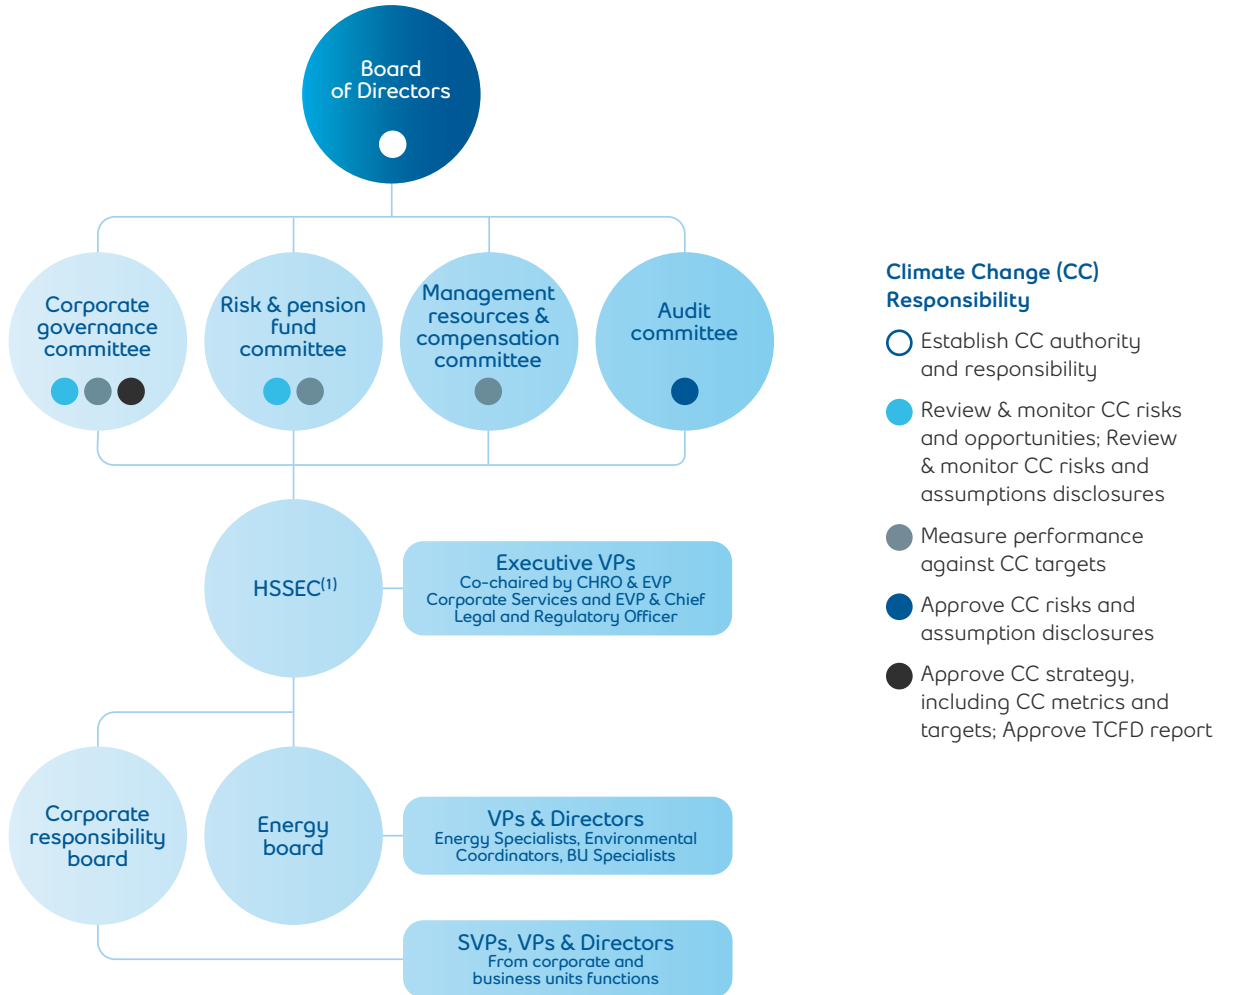 Board
of Directors
Corporate
governance
committee
Risk & pension
fund
committee
Management
resources &
compensation
committee
Audit
committee
HSSEC(1)
Executive VPs
Co-chaired by CHRO & EVP
Corporate Services and EVP & Chief
Legal and Regulatory Officer
Corporate
responsibility
board
Energy
board
VPs & Directors
Energy Specialists, Environmental
Coordinators, BU Specialists
SVPs, VPs & Directors
From corporate and
business units functions
Climate Change (CC)
Responsibility
Establish CC authority
and responsibility
Review & monitor CC risks
and opportunities; Review
& monitor CC risks and
assumptions disclosures
Measure performance
against CC targets
Approve CC risks and
assumption disclosures
Approve CC strategy,
including CC metrics and
targets; Approve TCFD report